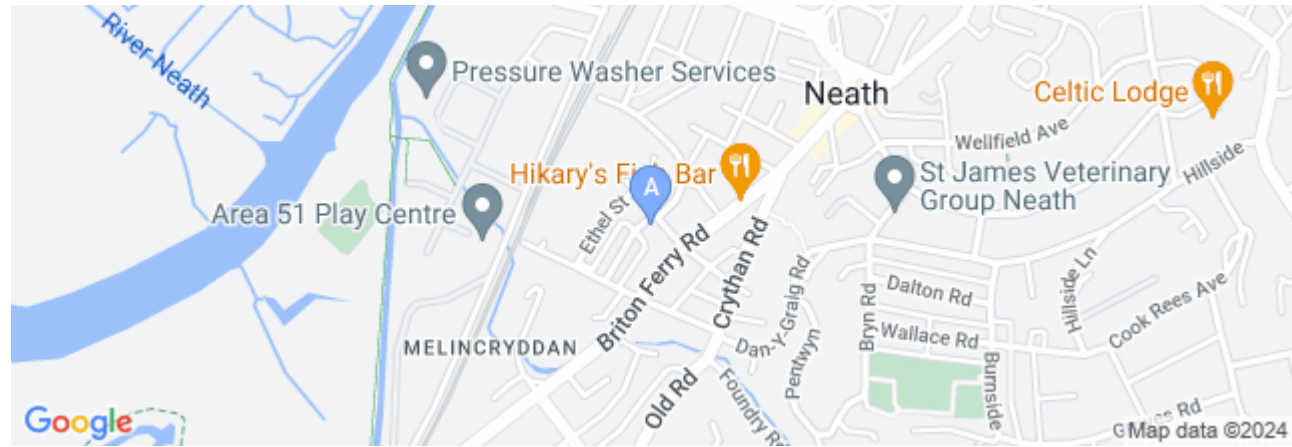 River Neath
Pressure Washer Services
Neath
Celtic Lodge
Wellfield Ave
Hillside
Hikary's Fish Bar
A
St James Veterinary
Group Neath
Area 51 Play Centre
Ethel St
Briton Ferry Rd
Crythan Rd
Dan-Y-Graig Rd
Hillside Ln
Dalton Rd
Bryn Rd
Cook Rees Ave
Wallace Rd
MELINCRYDDAN
Pentwyn
Burnside
Old Rd
Foundry Rd
Google
Map data ©2024